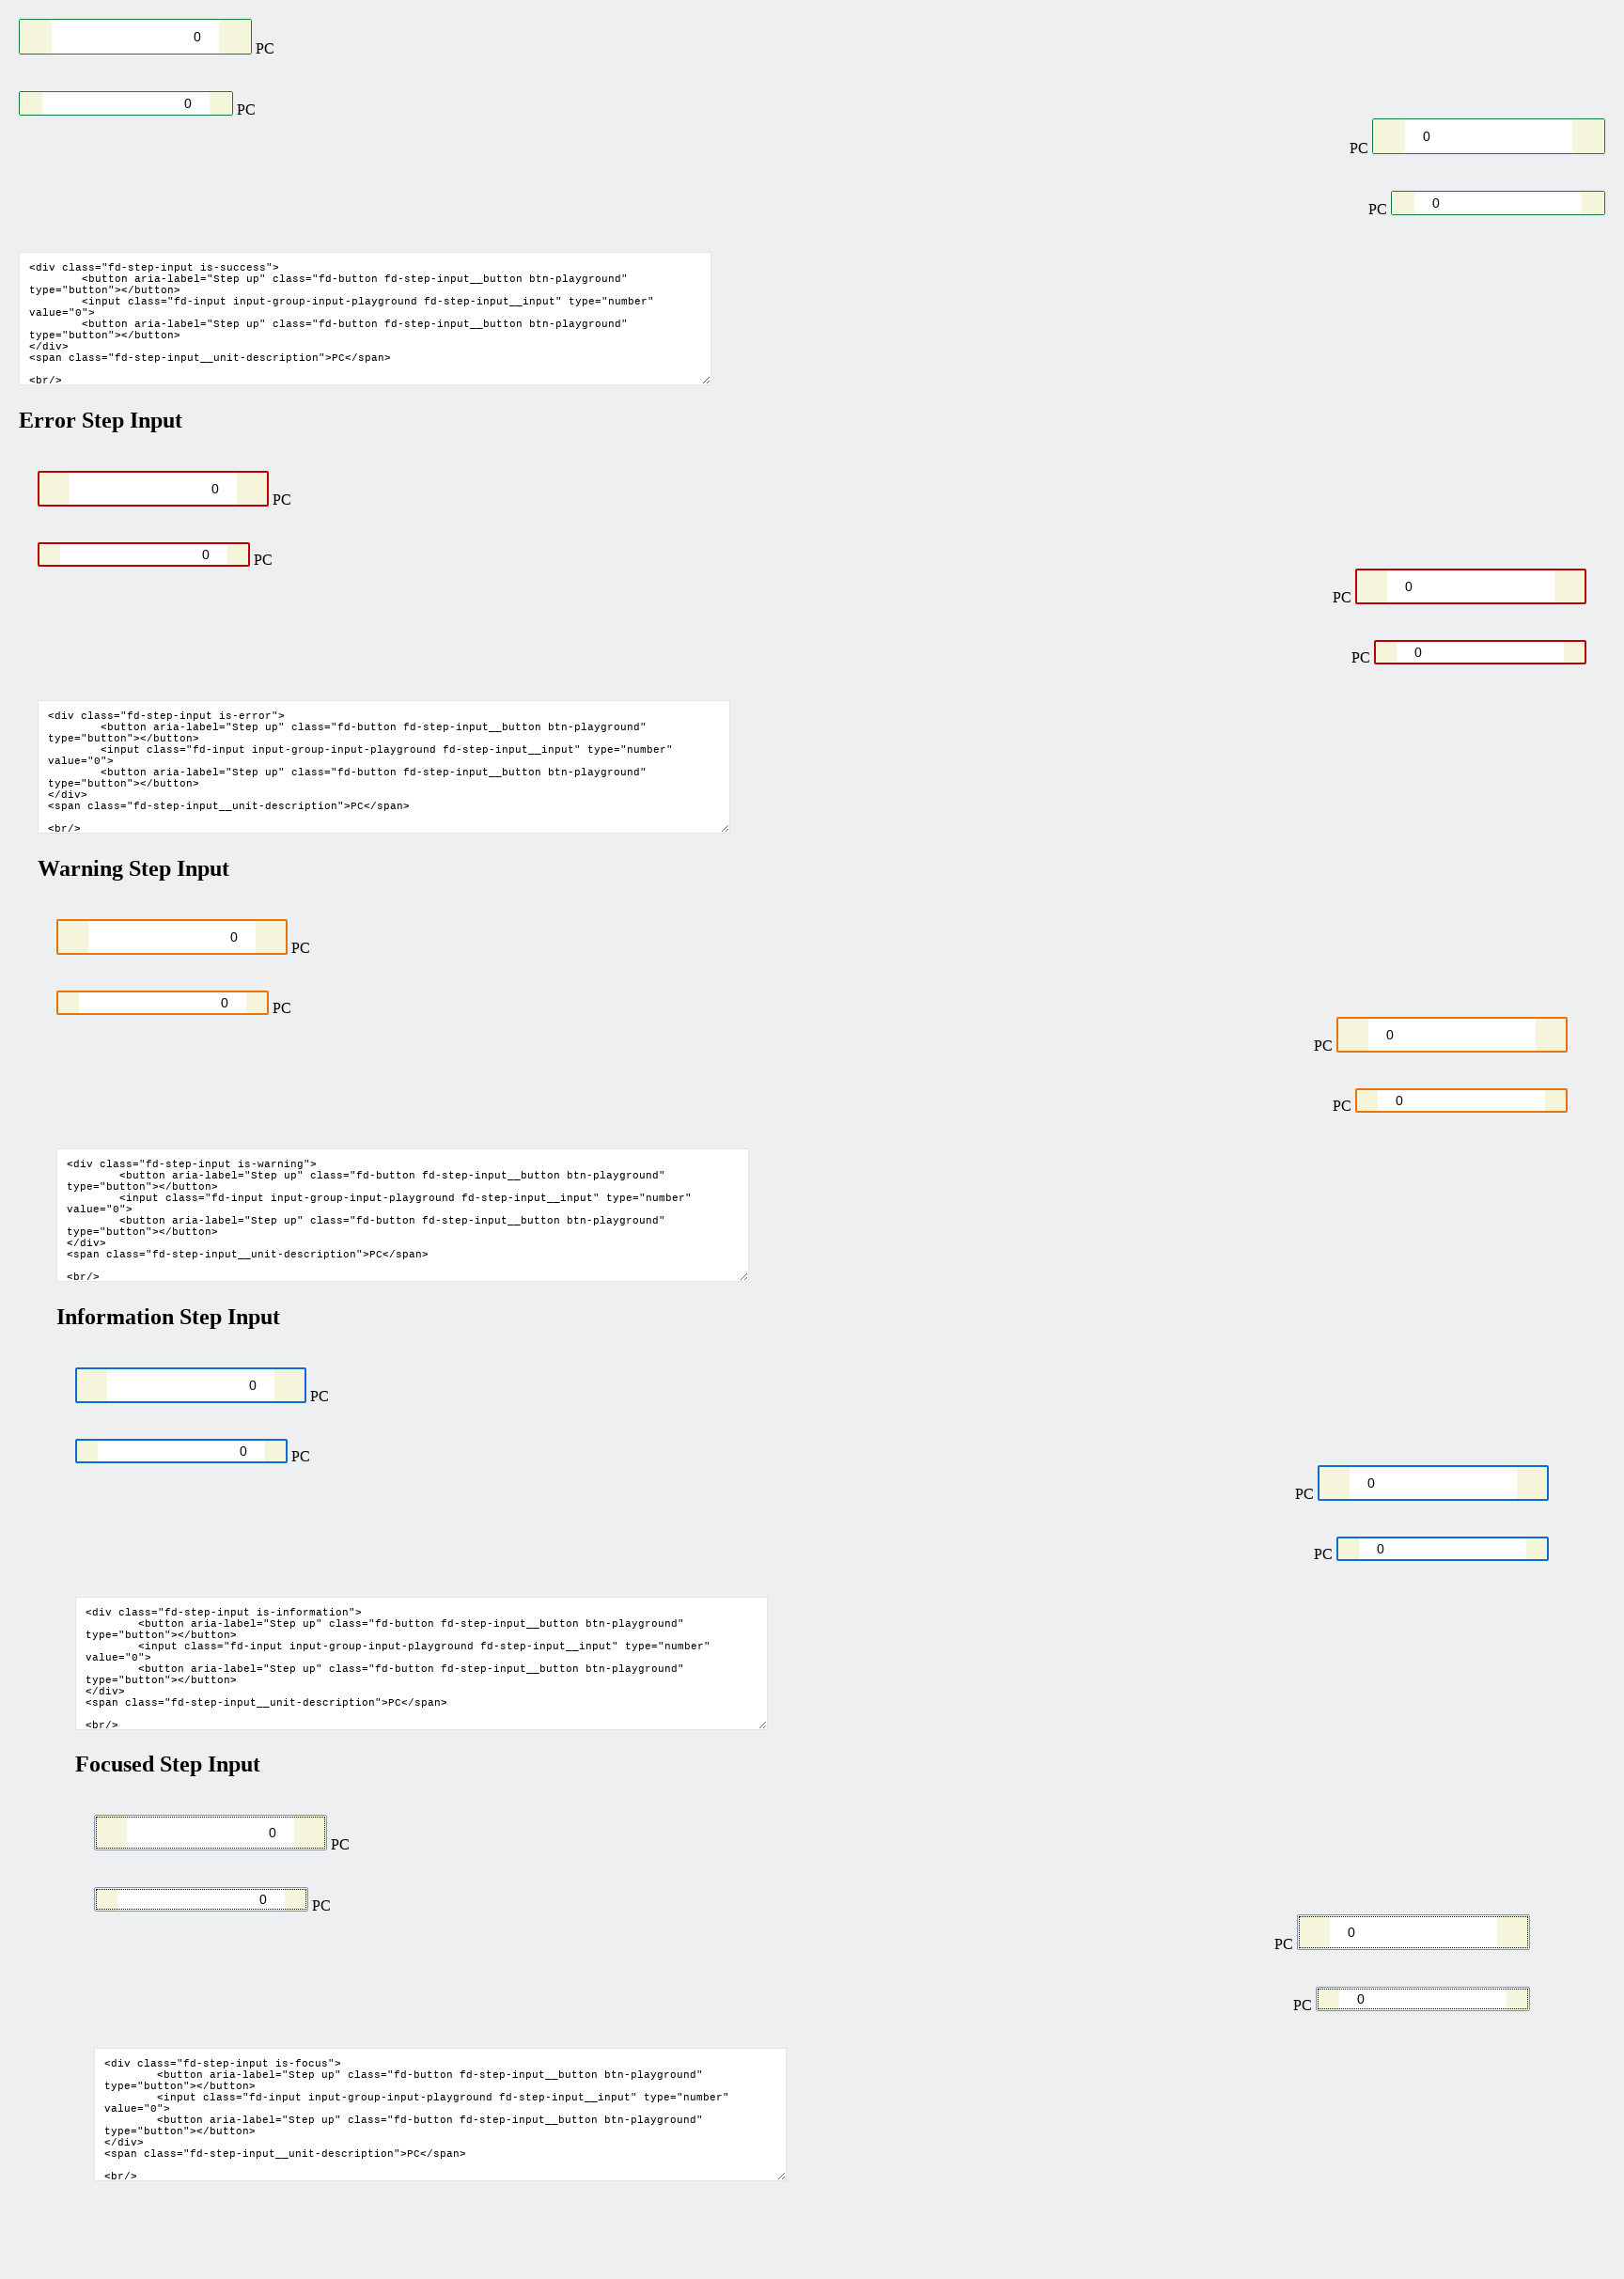 0 PC
0 PC
PC 0
PC 0
<div class="fd-step-input is-success">
        <button aria-label="Step up" class="fd-button fd-step-input__button btn-playground"
type="button"></button>
        <input class="fd-input input-group-input-playground fd-step-input__input" type="number"
value="0">
        <button aria-label="Step up" class="fd-button fd-step-input__button btn-playground"
type="button"></button>
</div>
<span class="fd-step-input__unit-description">PC</span>
<br/>
Error Step Input
0 PC
0 PC
PC 0
PC 0
<div class="fd-step-input is-error">
        <button aria-label="Step up" class="fd-button fd-step-input__button btn-playground"
type="button"></button>
        <input class="fd-input input-group-input-playground fd-step-input__input" type="number"
value="0">
        <button aria-label="Step up" class="fd-button fd-step-input__button btn-playground"
type="button"></button>
</div>
<span class="fd-step-input__unit-description">PC</span>
<br/>
Warning Step Input
0 PC
0 PC
PC 0
PC 0
<div class="fd-step-input is-warning">
        <button aria-label="Step up" class="fd-button fd-step-input__button btn-playground"
type="button"></button>
        <input class="fd-input input-group-input-playground fd-step-input__input" type="number"
value="0">
        <button aria-label="Step up" class="fd-button fd-step-input__button btn-playground"
type="button"></button>
</div>
<span class="fd-step-input__unit-description">PC</span>
<br/>
Information Step Input
0 PC
0 PC
PC 0
PC 0
<div class="fd-step-input is-information">
        <button aria-label="Step up" class="fd-button fd-step-input__button btn-playground"
type="button"></button>
        <input class="fd-input input-group-input-playground fd-step-input__input" type="number"
value="0">
        <button aria-label="Step up" class="fd-button fd-step-input__button btn-playground"
type="button"></button>
</div>
<span class="fd-step-input__unit-description">PC</span>
<br/>
Focused Step Input
0 PC
0 PC
PC 0
PC 0
<div class="fd-step-input is-focus">
        <button aria-label="Step up" class="fd-button fd-step-input__button btn-playground"
type="button"></button>
        <input class="fd-input input-group-input-playground fd-step-input__input" type="number"
value="0">
        <button aria-label="Step up" class="fd-button fd-step-input__button btn-playground"
type="button"></button>
</div>
<span class="fd-step-input__unit-description">PC</span>
<br/>